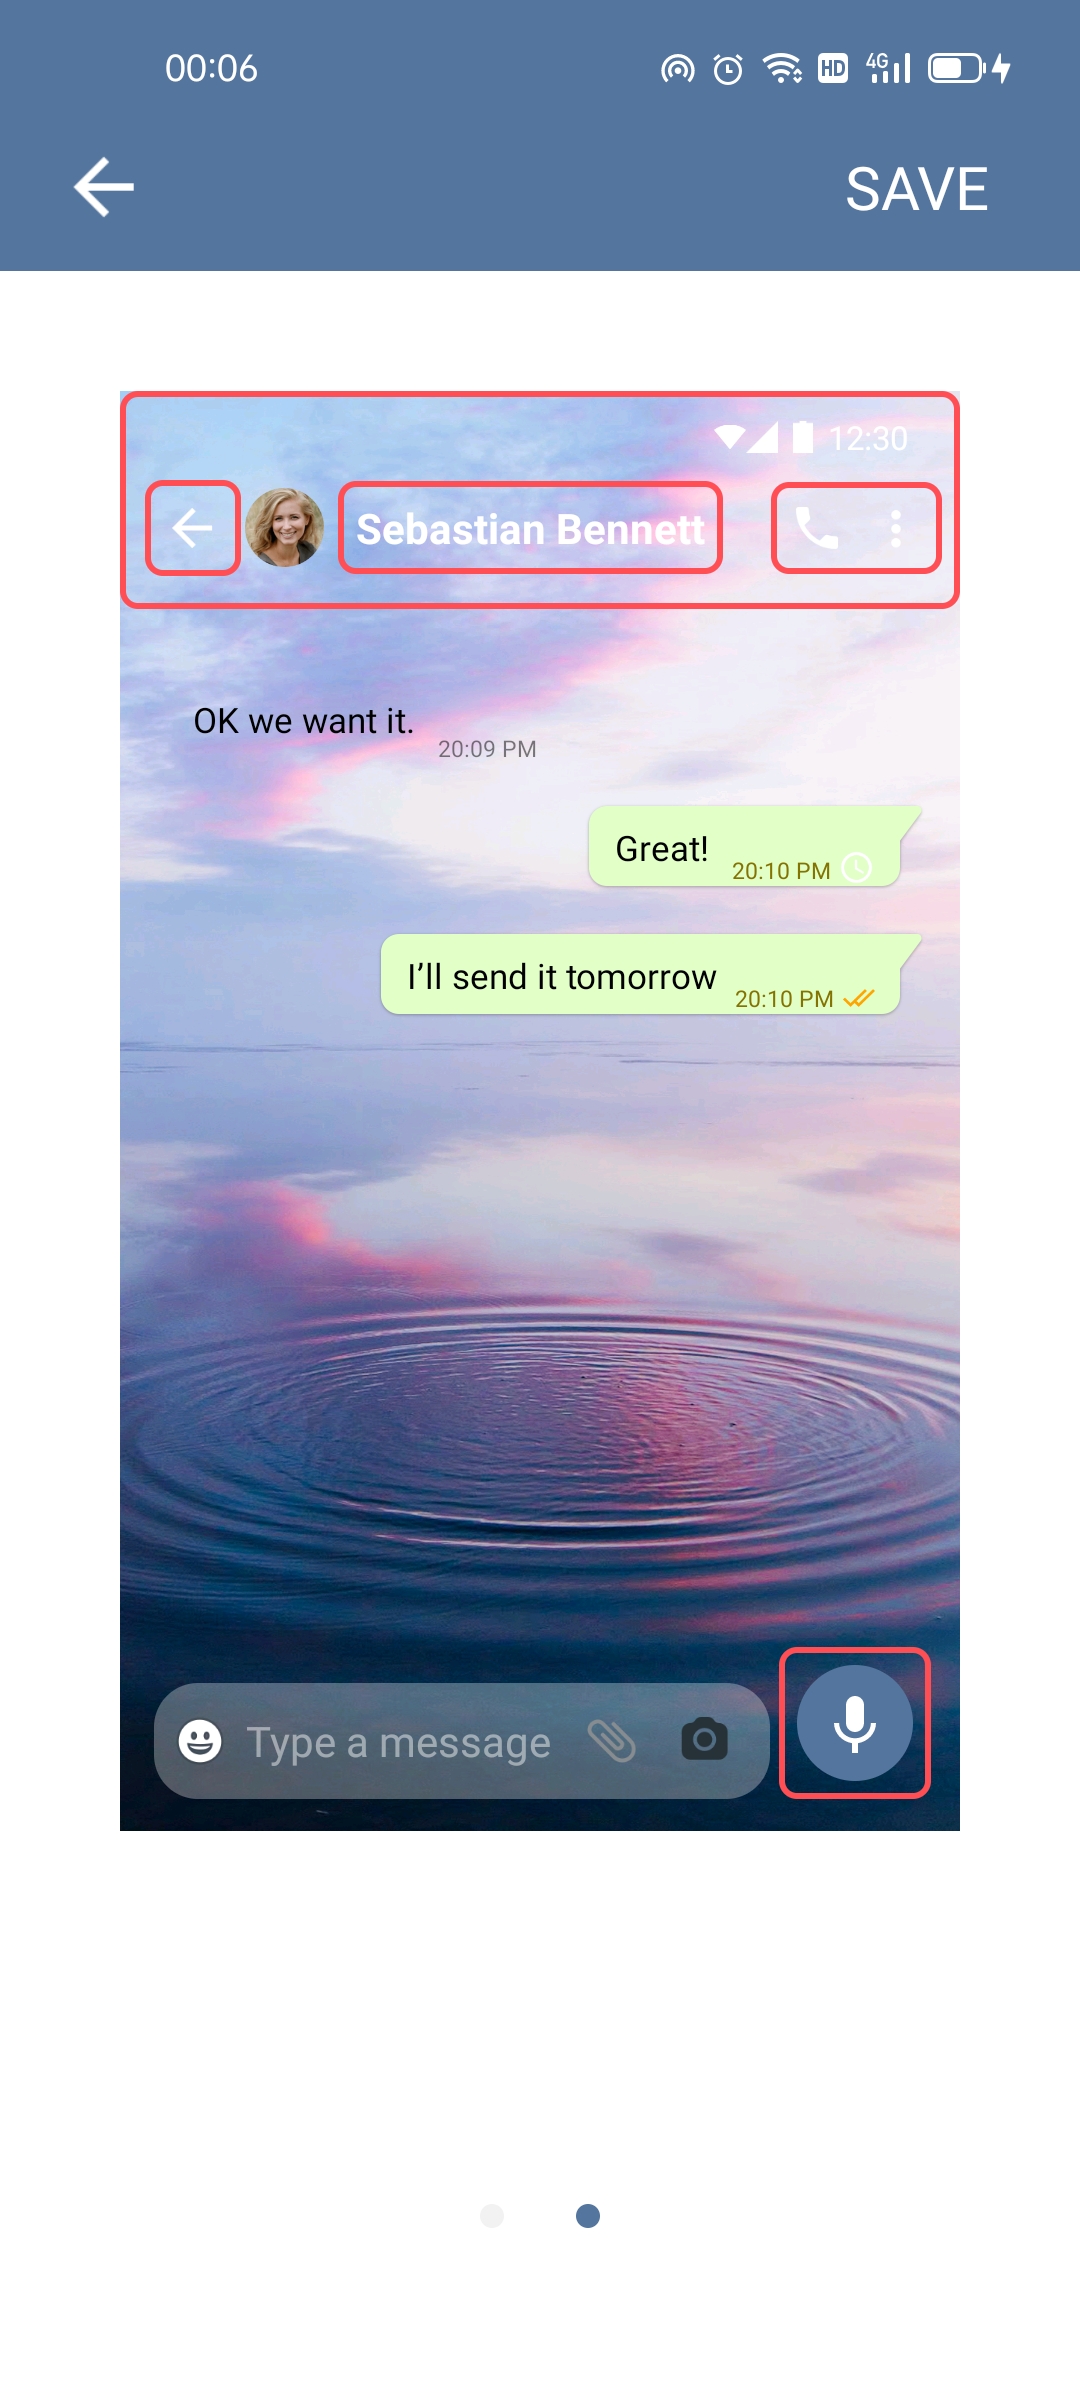 00:06
HD
4G
SAVE
12:30
Sebastian Bennett
OK we want it.
20:09 PM
Great!
20:10 PM
I’ll send it tomorrow
20:10 PM
Type a message